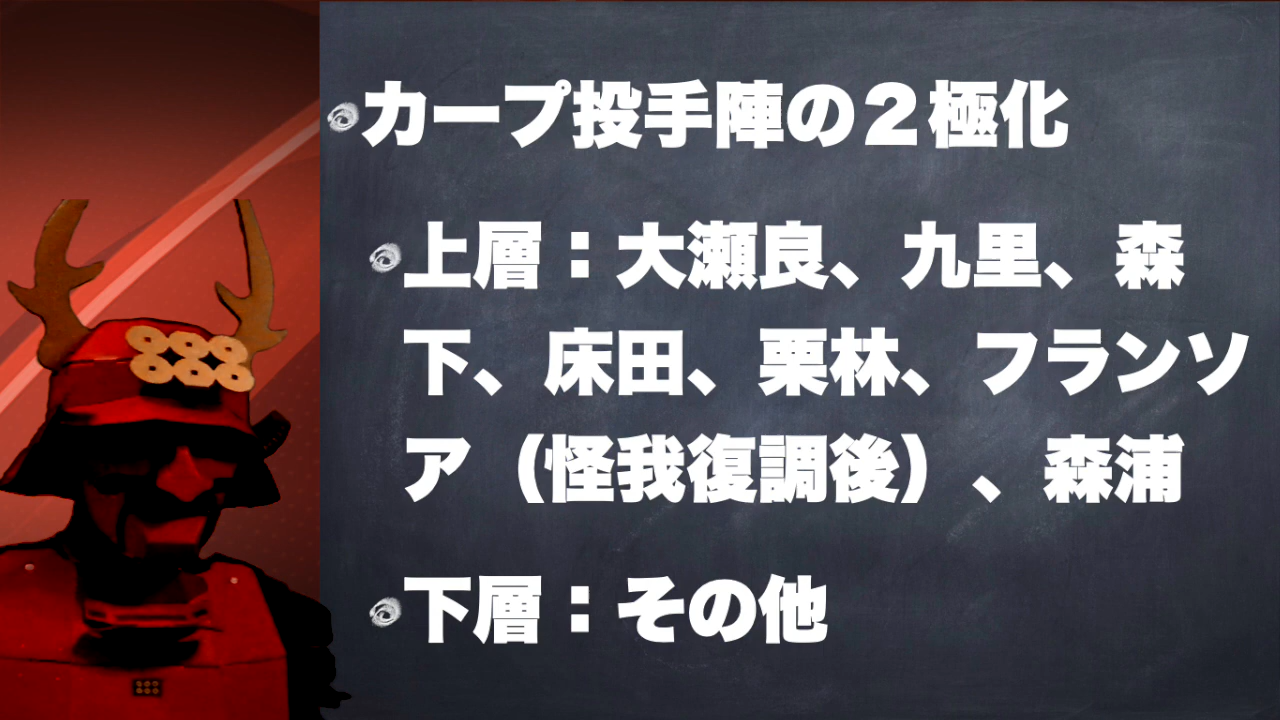 カープ投手陣の２極化
上層：大瀬良、九里、森
下、床田、栗林、フランソ
ア（怪我復調後）、森浦
下層：その他